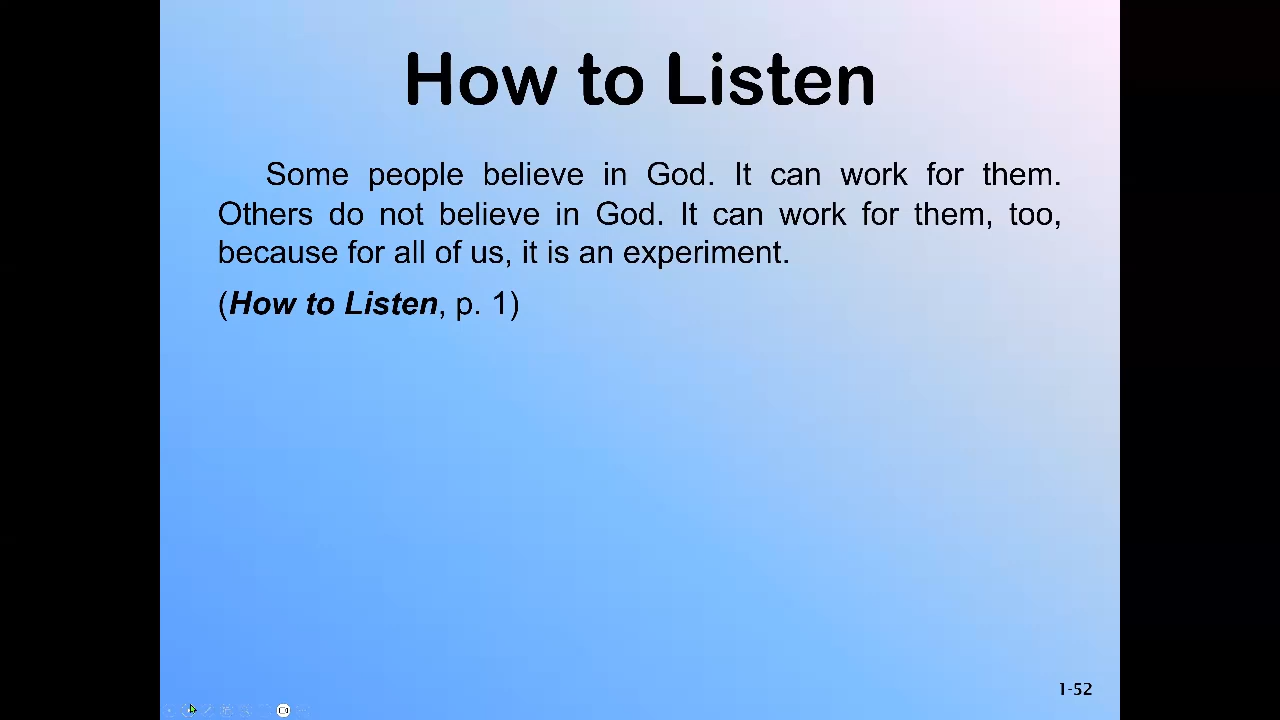 How to Listen
Some people believe in God. It can work for them.
Others do not believe in God. It can work for them, too,
because for all of us, it is an experiment.
(How to Listen, p. 1)
1-52